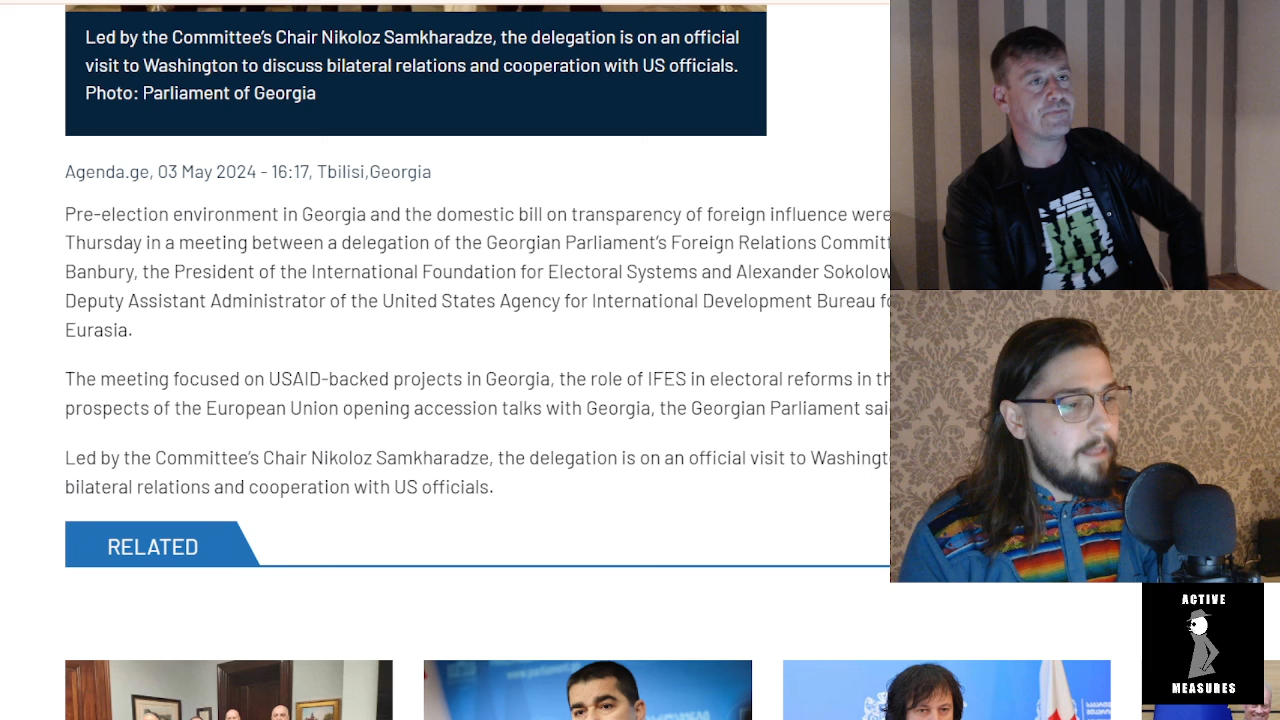 Led by the Committee's Chair Nikoloz Samkharadze, the delegation is on an official
visit to Washington to discuss bilateral relations and cooperation with US officials.
Photo: Parliament of Georgia
Agenda.ge, 03 May 2024 - 16:17, Tbilisi,Georgia
Pre-election environment in Georgia and the domestic bill on transparency of foreign influence were
Thursday in a meeting between a delegation of the Georgian Parliament's Foreign Relations Committ
Banbury, the President of the International Foundation for Electoral Systems and Alexander Sokolow
Deputy Assistant Administrator of the United States Agency for International Development Bureau fo
Eurasia.
The meeting focused on USAID-backed projects in Georgia, the role of IFES in electoral reforms in th
prospects of the European Union opening accession talks with Georgia, the Georgian Parliament sai
Led by the Committee's Chair Nikoloz Samkharadze, the delegation is on an official visit to Washingt
bilateral relations and cooperation with US officials.
RELATED
ACTIVE
MEASURES